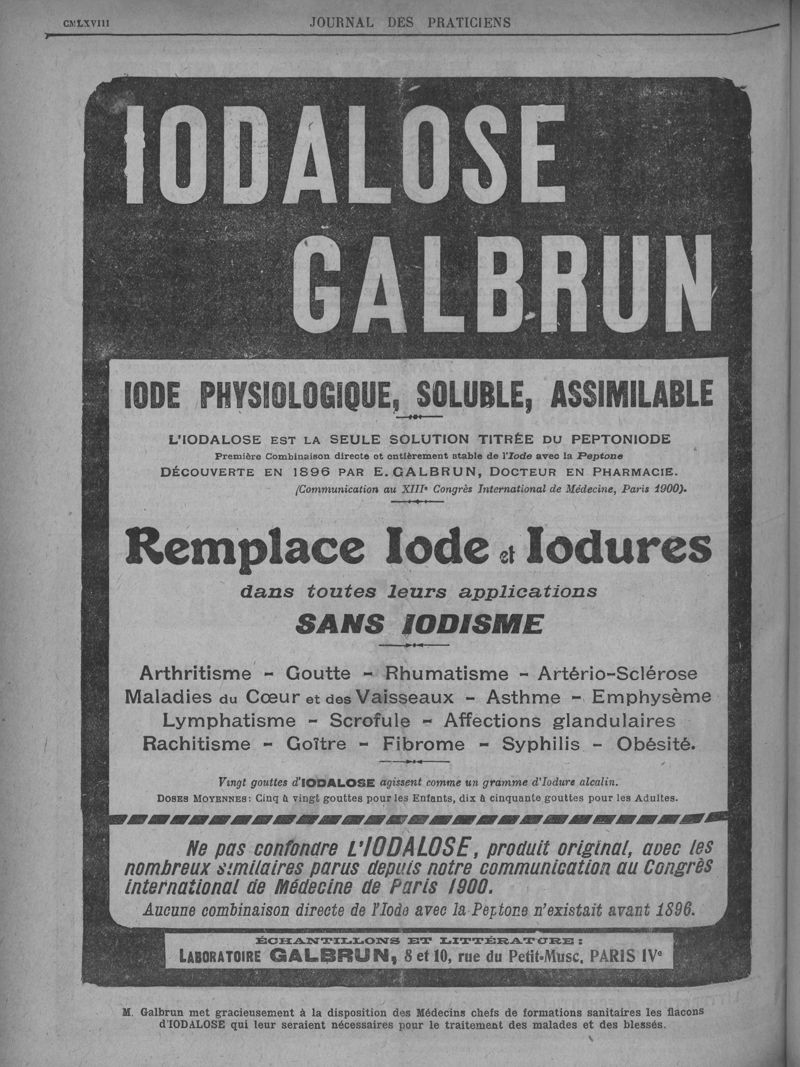 CMLXVIII
JOURNAL DES PRATICIENS
IODALOSE
GALBRUN
IODE PHYSIOLOGIQUE, SOLUBLE, ASSIMILABLE
L'IODALOSE EST LA SEULE SOLUTION TITRÉE DU PEPTONIODE
Première Combinaison directe et entièrement stable de l'Iode avec la Peptone
DÉCOUVERTE EN 1896 PAR E. GALBRUN, DOCTEUR EN PHARMACIE.
(Communication au XIIIe Congrès International de Médecine, Paris 1900).
Remplace Iode et Iodures
dans toutes leurs applications
SANS IODISME
Arthritisme - Goutte - Rhumatisme - Artério-Sclérose
Maladies du Cœur et des Vaisseaux - Asthme - Emphysème
Lymphatisme - Scrofule - Affections glandulaires
Rachitisme - Goître - Fibrome - Syphilis - Obésité.
Vingt gouttes d'IODALOSE agissent comme un gramme d'Iodure alcalin.
DOSES MOYENNES: Cinq à vingt gouttes pour les Enfants, dix à cinquante gouttes pour les Adultes.
Ne pas confondre L'IODALOSE, produit original, avec les
nombreux similaires parus depuis notre communication au Congrès
international de Médecine de Paris 1900.
Aucune combinaison directe de l'Iode avec la Peptone n'existait avant 1896.
ÉCHANTILLONS ET LITTÉRATURE:
LABORATOIRE GALBRUN, 8 et 10, rue du Petit-Musc, PARIS IVe
M. Galbrun met gracieusement à la disposition des Médecins chefs de formations sanitaires les flacons
d'IODALOSE qui leur seraient nécessaires pour le traitement des malades et des blessés.